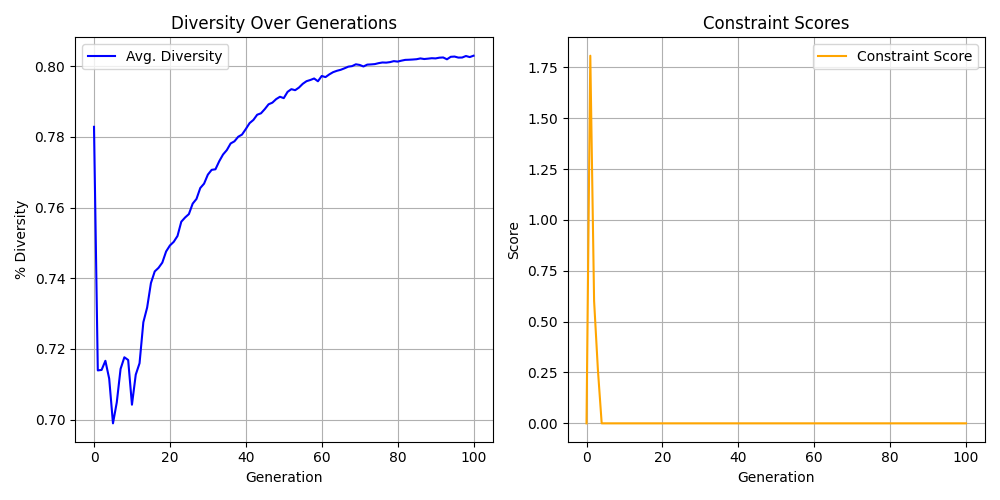 Diversity Over Generations
Avg. Diversity
0.80
0.78
0.76
0.74
0.72
0.70
% Diversity
0 20 40 60 80 100
Generation
Constraint Scores
Constraint Score
1.75
1.50
1.25
1.00
0.75
0.50
0.25
0.00
Score
0 20 40 60 80 100
Generation